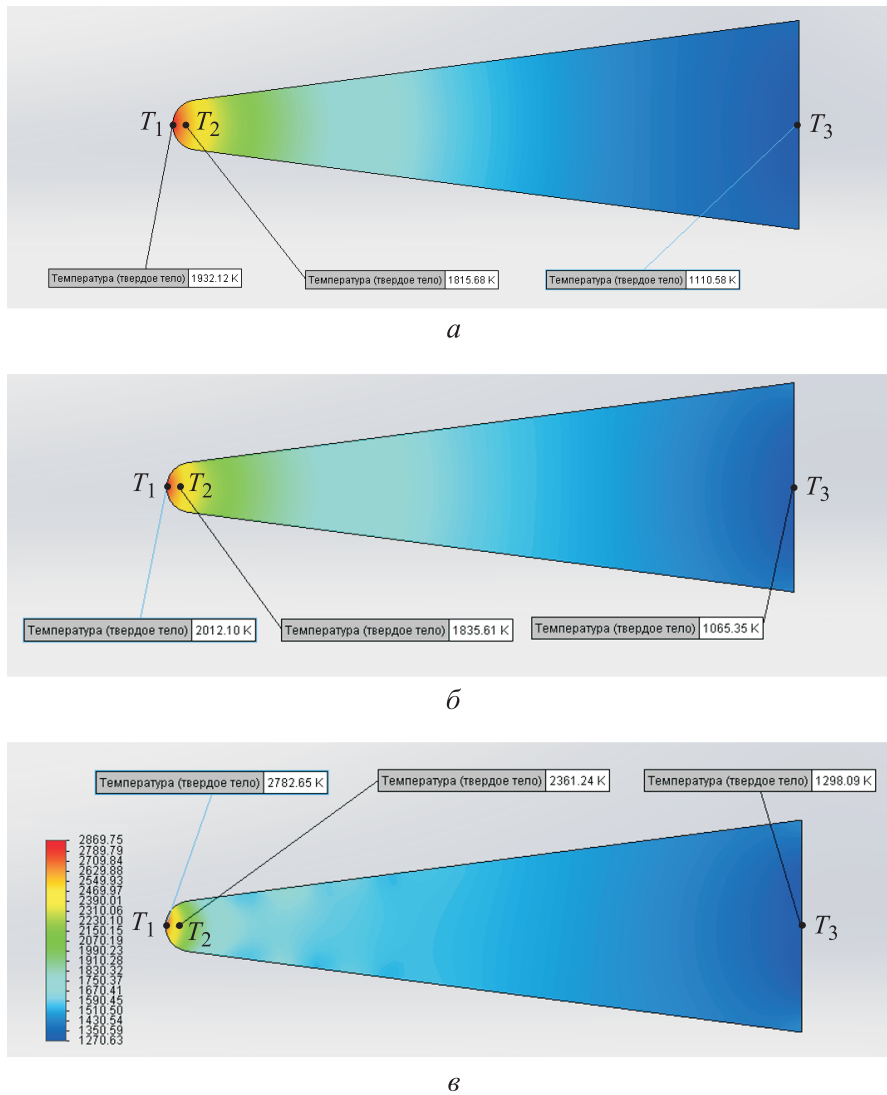 T1 T2 T3
Температура (твердое тело) 1932.12 K
Температура (твердое тело) 1815.68 K
Температура (твердое тело) 1110.58 K
а
T1 T2 T3
Температура (твердое тело) 2012.10 K
Температура (твердое тело) 1835.61 K
Температура (твердое тело) 1065.35 K
б
Температура (твердое тело) 2782.65 K
Температура (твердое тело) 2361.24 K
Температура (твердое тело) 1298.09 K
2869.75
2789.79
2709.84
2629.88
2549.93
2469.97
2390.01
2310.06
2230.10
2150.15
2070.19
1990.23
1910.28
1830.32
1750.37
1670.41
1590.45
1510.50
1430.54
1350.59
1270.63
T1 T2 T3
в